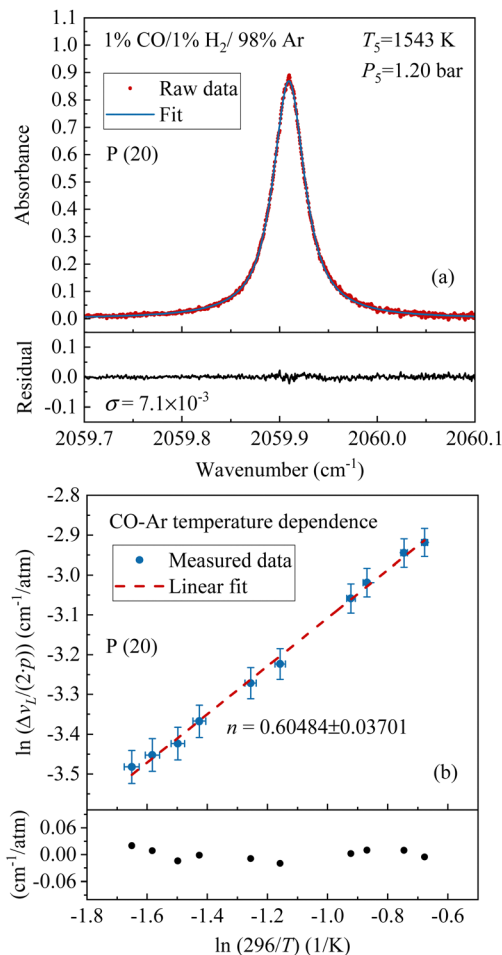 1% CO/1% H₂/ 98% Ar
T₅=1543 K
P₅=1.20 bar
Raw data
Fit
P (20)
(a)
Absorbance
1.1
1.0
0.9
0.8
0.7
0.6
0.5
0.4
0.3
0.2
0.1
0.0
Residual
0.1
0.0
-0.1
σ = 7.1×10⁻³
2059.7 2059.8 2059.9 2060.0 2060.1
Wavenumber (cm⁻¹)
CO-Ar temperature dependence
Measured data
Linear fit
P (20)
n = 0.60484±0.03701
(b)
ln (Δν_L/(2·p)) (cm⁻¹/atm)
-2.8
-2.9
-3.0
-3.1
-3.2
-3.3
-3.4
-3.5
(cm⁻¹/atm)
0.06
0.00
-0.06
-1.8 -1.6 -1.4 -1.2 -1.0 -0.8 -0.6
ln (296/T) (1/K)